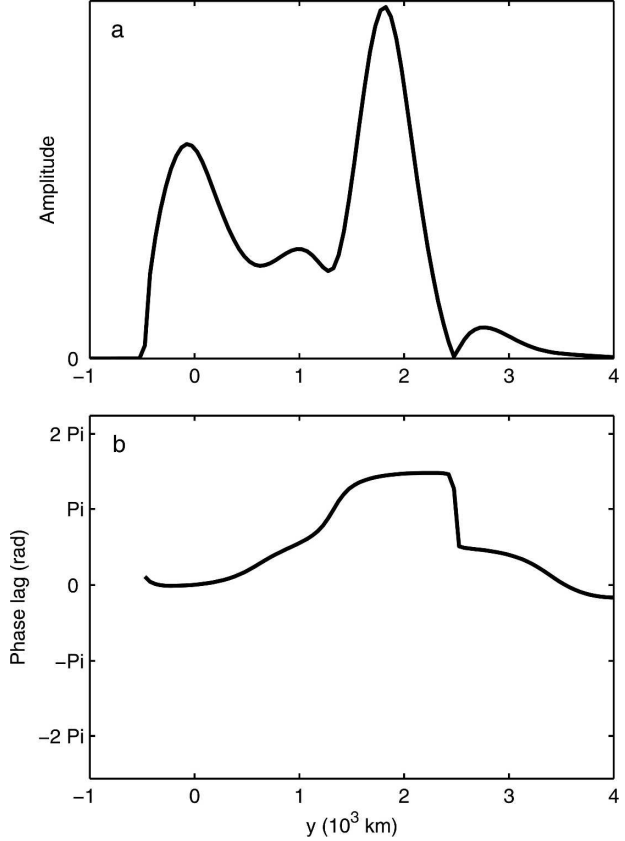 a
Amplitude
0
−1 0 1 2 3 4
b
2 Pi
Pi
0
−Pi
−2 Pi
Phase lag (rad)
−1 0 1 2 3 4
y (10³ km)